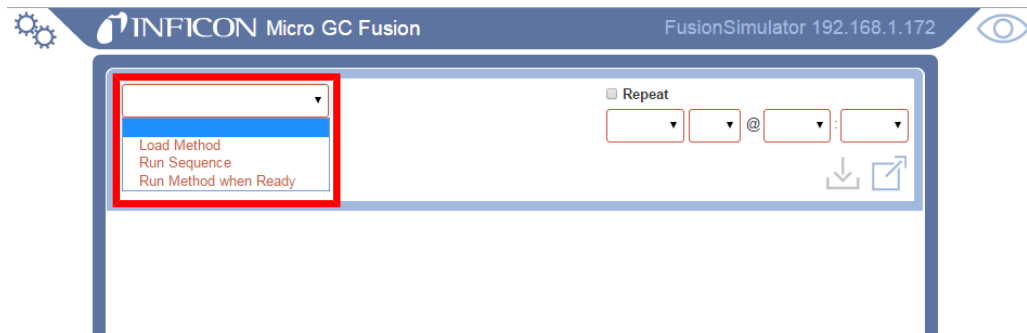 INFICON Micro GC Fusion
FusionSimulator 192.168.1.172
Repeat
@ :
Load Method
Run Sequence
Run Method when Ready